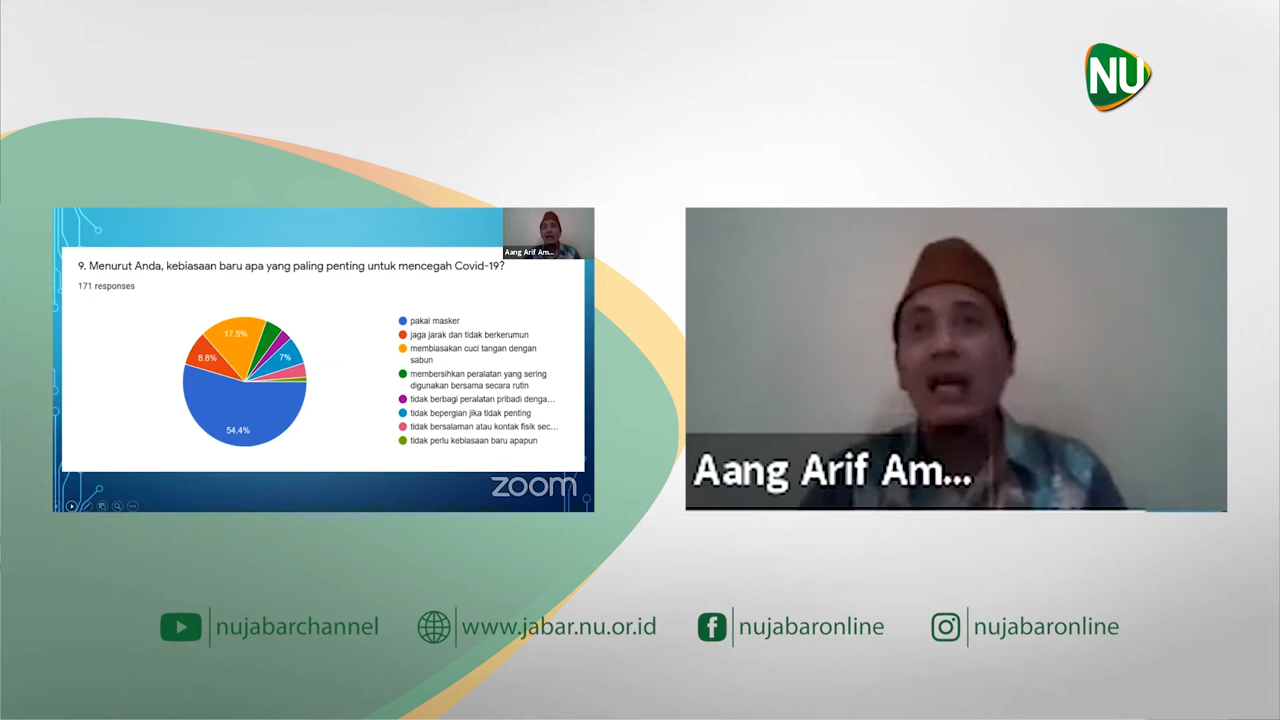 NU
Aang Arif Am...
9. Menurut Anda, kebiasaan baru apa yang paling penting untuk mencegah Covid-19?
171 responses
17.5%
8.8%
7%
54.4%
pakai masker
jaga jarak dan tidak berkerumun
membiasakan cuci tangan dengan
sabun
membersihkan peralatan yang sering
digunakan bersama secara rutin
tidak berbagi peralatan pribadi denga...
tidak bepergian jika tidak penting
tidak bersalaman atau kontak fisik sec...
tidak perlu kebiasaan baru apapun
zoom
Aang Arif Am...
nujabarchannel
www.jabar.nu.or.id
nujabaronline
nujabaronline